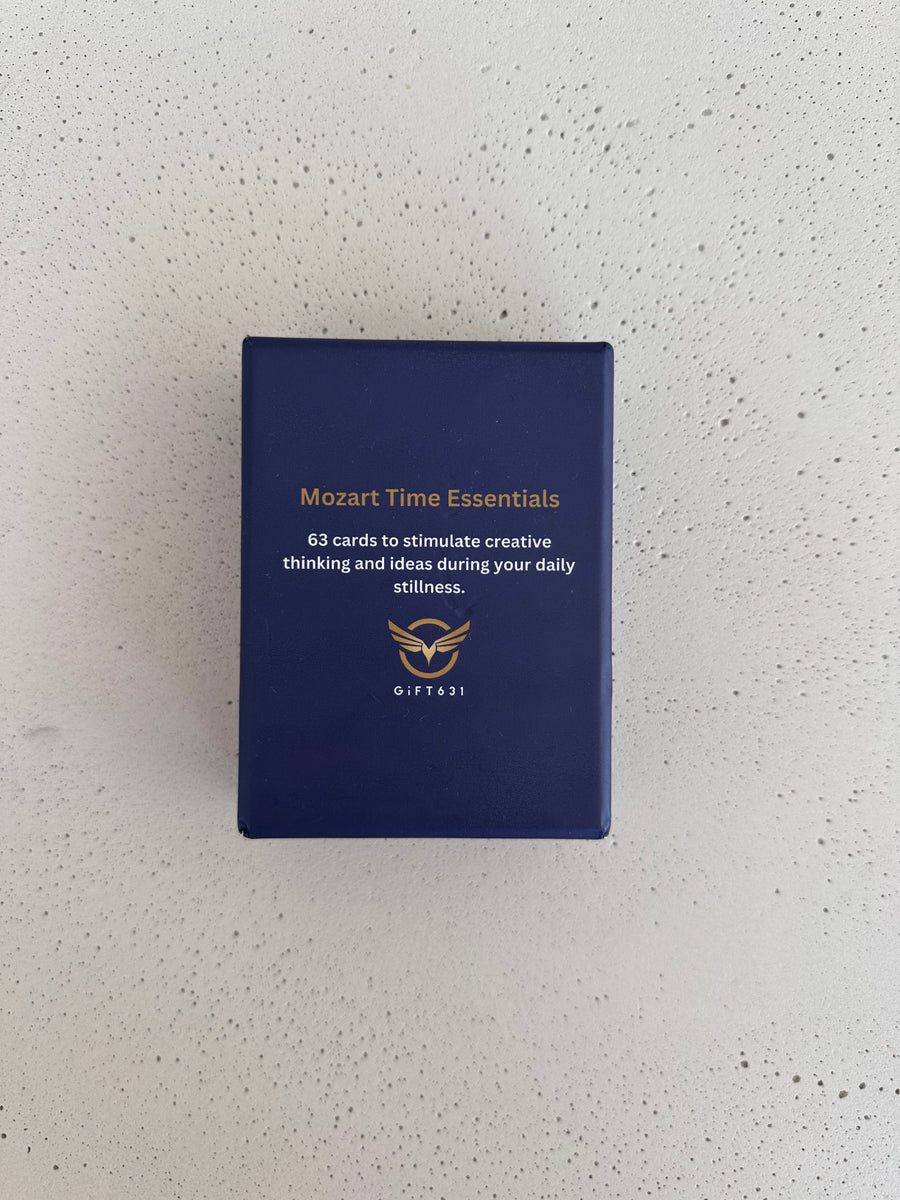 Mozart Time Essentials
63 cards to stimulate creative
thinking and ideas during your daily
stillness.
GiFT631